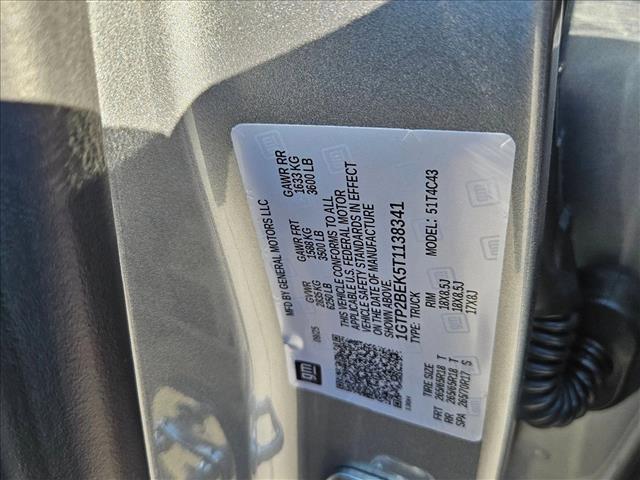 MFD BY GENERAL MOTORS LLC
09/25
GVWR
GAWR FRT
GAWR RR
2835 KG
1588 KG
1633 KG
6250 LB
3500 LB
3600 LB
THIS VEHICLE CONFORMS TO ALL
APPLICABLE U.S. FEDERAL MOTOR
VEHICLE SAFETY STANDARDS IN EFFECT
ON THE DATE OF MANUFACTURE
SHOWN ABOVE.
1GTP2BEK5T1138341
TYPE: TRUCK
MODEL: 51T4C43
gm
TIRE SIZE
RIM
FRT 265/65R18 T 18X8.5J
RR 265/65R18 T 18X8.5J
SPA 265/70R17 S 17X8J